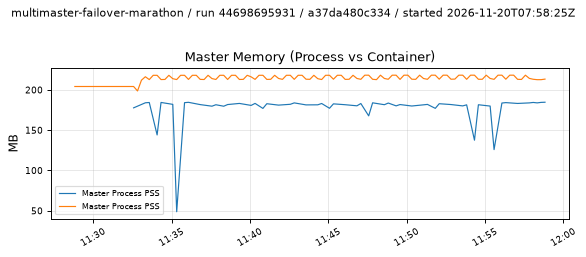 multimaster-failover-marathon / run 44698695931 / a37da480c334 / started 2026-11-20T07:58:25Z
Master Memory (Process vs Container)
MB
200
150
100
50
Master Process PSS
Master Process PSS
11:30
11:35
11:40
11:45
11:50
11:55
12:00